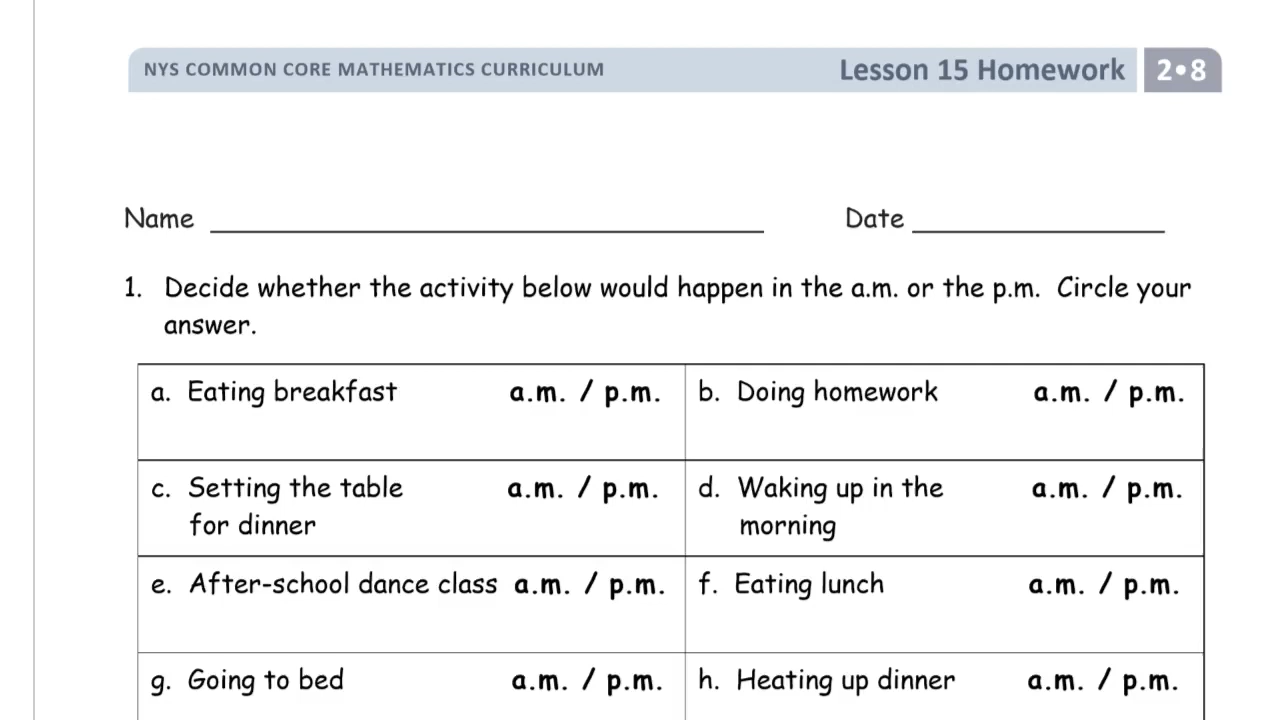 NYS COMMON CORE MATHEMATICS CURRICULUM Lesson 15 Homework 2•8
Name Date
1. Decide whether the activity below would happen in the a.m. or the p.m. Circle your
answer.
a. Eating breakfast a.m. / p.m. b. Doing homework a.m. / p.m.
c. Setting the table a.m. / p.m. d. Waking up in the a.m. / p.m.
for dinner morning
e. After-school dance class a.m. / p.m. f. Eating lunch a.m. / p.m.
g. Going to bed a.m. / p.m. h. Heating up dinner a.m. / p.m.